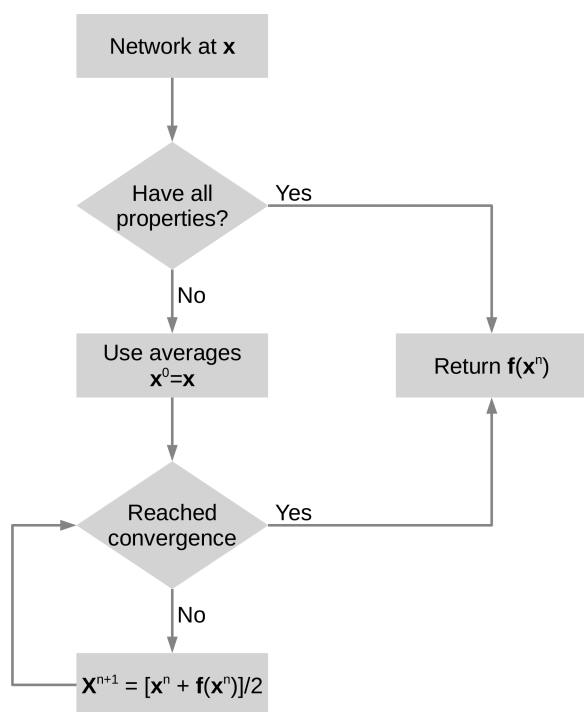 Network at x
Have all
properties?
Yes
No
Use averages
x⁰=x
Return f(xⁿ)
Reached
convergence
Yes
No
Xⁿ⁺¹ = [xⁿ + f(xⁿ)]/2